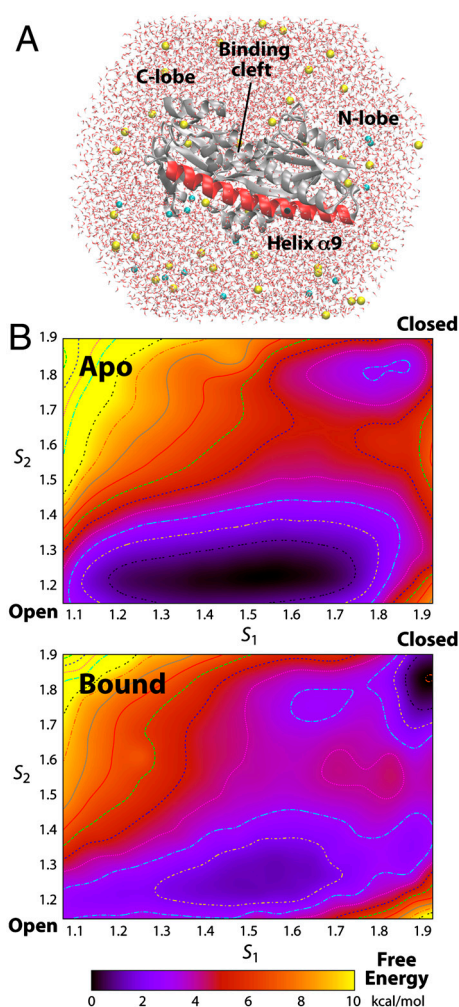 A
Binding
cleft
C-lobe
N-lobe
Helix α9
Closed
B
1.9
Apo
1.8
1.7
S2
1.6
1.5
1.4
1.3
1.2
Open
1.1 1.2 1.3 1.4 1.5 1.6 1.7 1.8 1.9
S1
Closed
1.9
Bound
1.8
1.7
S2
1.6
1.5
1.4
1.3
1.2
Open
1.1 1.2 1.3 1.4 1.5 1.6 1.7 1.8 1.9
S1
Free
Energy
0 2 4 6 8 10 kcal/mol